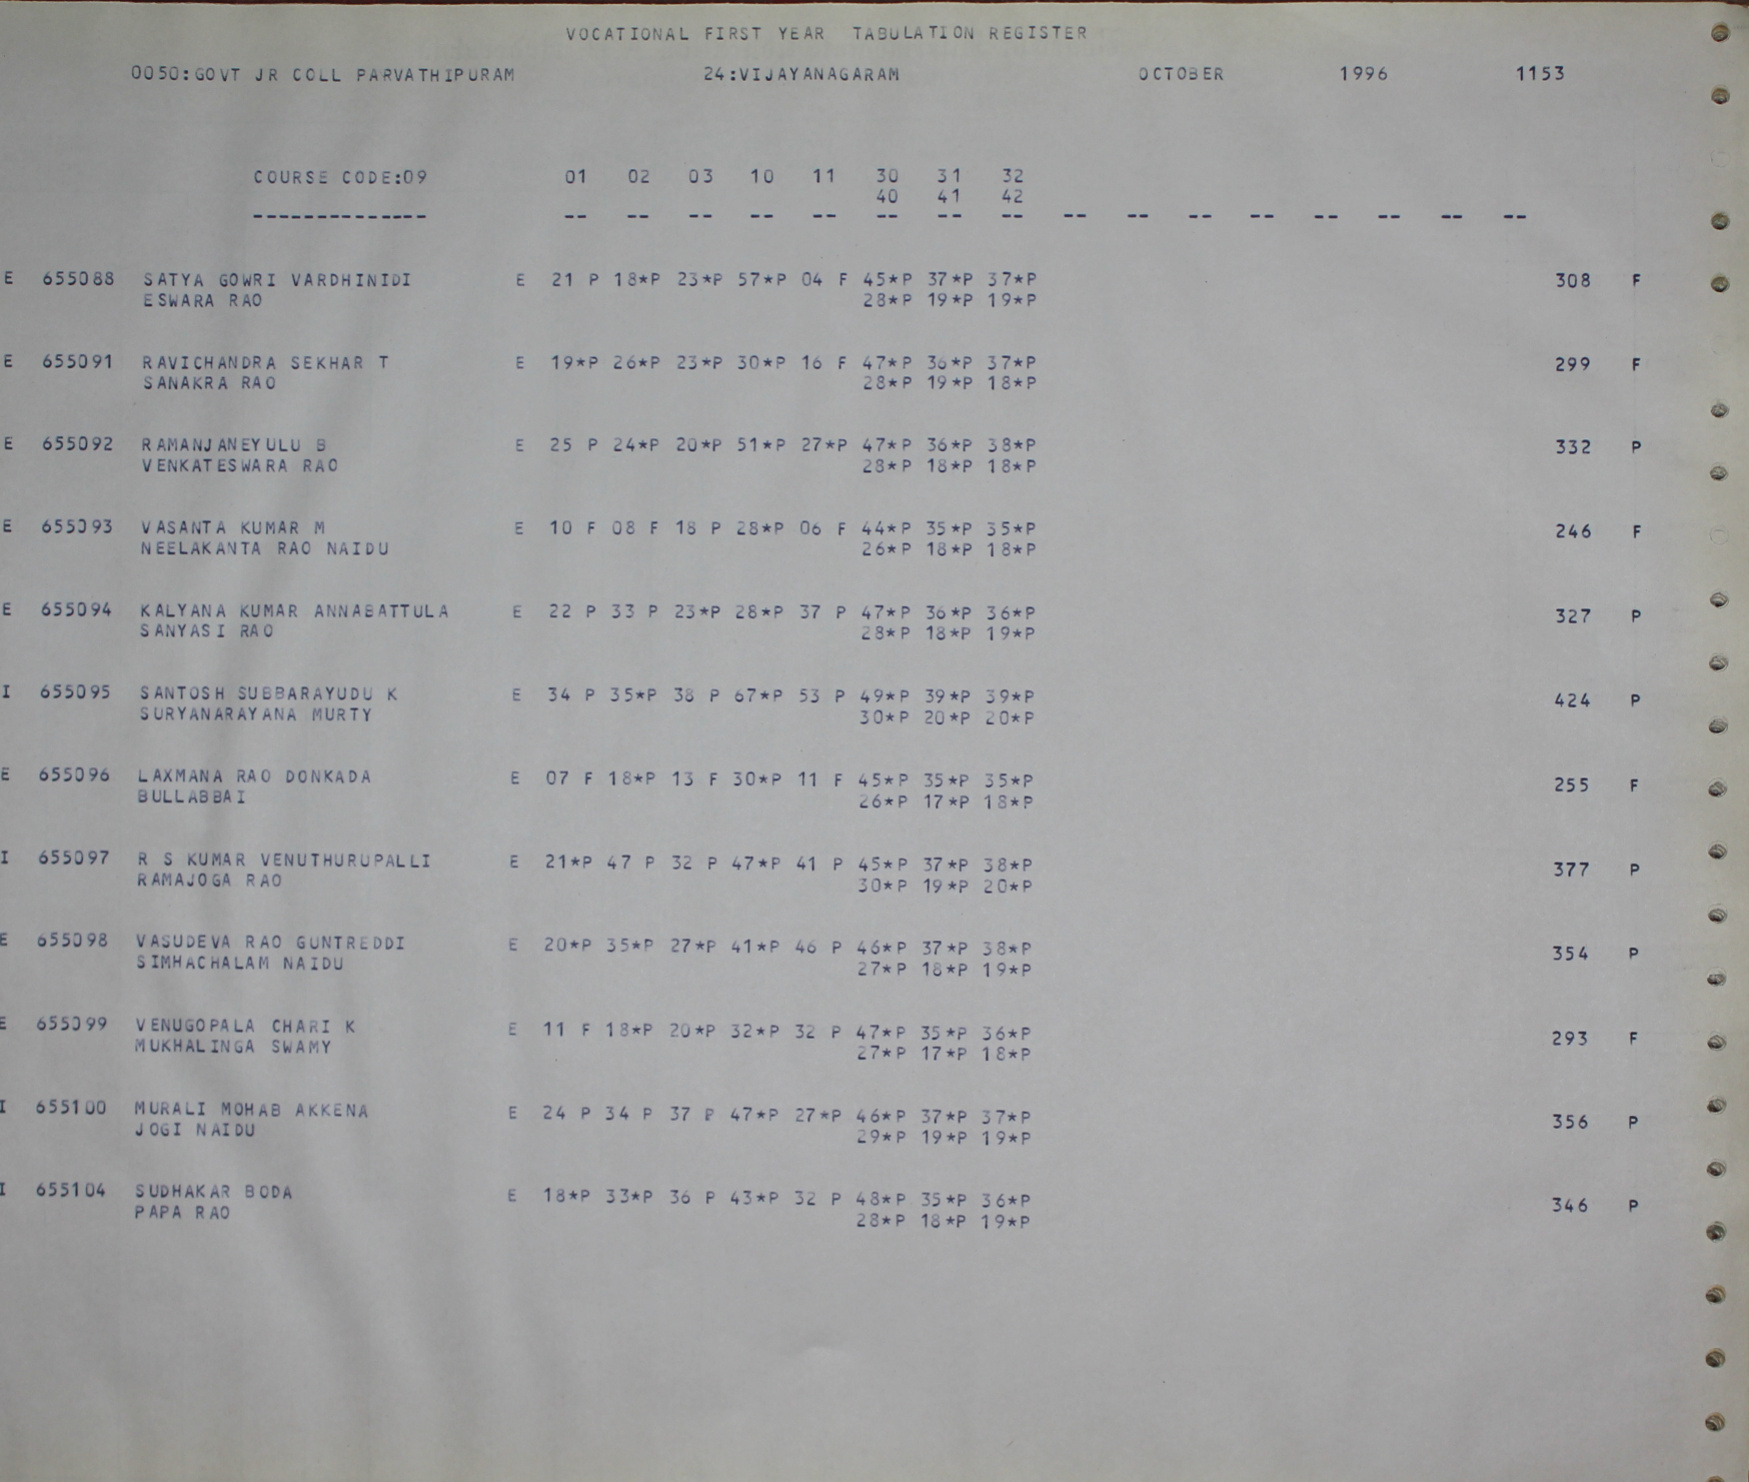 VOCATIONAL FIRST YEAR TABULATION REGISTER
0050:GOVT JR COLL PARVATHIPURAM 24:VIJAYANAGARAM OCTOBER 1996 1153
COURSE CODE:09 01 02 03 10 11 30 31 32
40 41 42
-------------- -- -- -- -- -- -- -- -- -- -- -- -- -- -- -- --
E 655088 SATYA GOWRI VARDHINIDI E 21 P 18*P 23*P 57*P 04 F 45*P 37*P 37*P 308 F
ESWARA RAO 28*P 19*P 19*P
E 655091 RAVICHANDRA SEKHAR T E 19*P 26*P 23*P 30*P 16 F 47*P 36*P 37*P 299 F
SANAKRA RAO 28*P 19*P 18*P
E 655092 RAMANJANEYULU B E 25 P 24*P 20*P 51*P 27*P 47*P 36*P 38*P 332 P
VENKATESWARA RAO 28*P 18*P 18*P
E 655093 VASANTA KUMAR M E 10 F 08 F 18 P 28*P 06 F 44*P 35*P 35*P 246 F
NEELAKANTA RAO NAIDU 26*P 18*P 18*P
E 655094 KALYANA KUMAR ANNABATTULA E 22 P 33 P 23*P 28*P 37 P 47*P 36*P 36*P 327 P
SANYASI RAO 28*P 18*P 19*P
I 655095 SANTOSH SUBBARAYUDU K E 34 P 35*P 38 P 67*P 53 P 49*P 39*P 39*P 424 P
SURYANARAYANA MURTY 30*P 20*P 20*P
E 655096 LAXMANA RAO DONKADA E 07 F 18*P 13 F 30*P 11 F 45*P 35*P 35*P 255 F
BULLABBAI 26*P 17*P 18*P
I 655097 R S KUMAR VENUTHURUPALLI E 21*P 47 P 32 P 47*P 41 P 45*P 37*P 38*P 377 P
RAMAJOGA RAO 30*P 19*P 20*P
E 655098 VASUDEVA RAO GUNTREDDI E 20*P 35*P 27*P 41*P 46 P 46*P 37*P 38*P 354 P
SIMHACHALAM NAIDU 27*P 18*P 19*P
E 655099 VENUGOPALA CHARI K E 11 F 18*P 20*P 32*P 32 P 47*P 35*P 36*P 293 F
MUKHALINGA SWAMY 27*P 17*P 18*P
I 655100 MURALI MOHAB AKKENA E 24 P 34 P 37 P 47*P 27*P 46*P 37*P 37*P 356 P
JOGI NAIDU 29*P 19*P 19*P
I 655104 SUDHAKAR BODA E 18*P 33*P 36 P 43*P 32 P 48*P 35*P 36*P 346 P
PAPA RAO 28*P 18*P 19*P